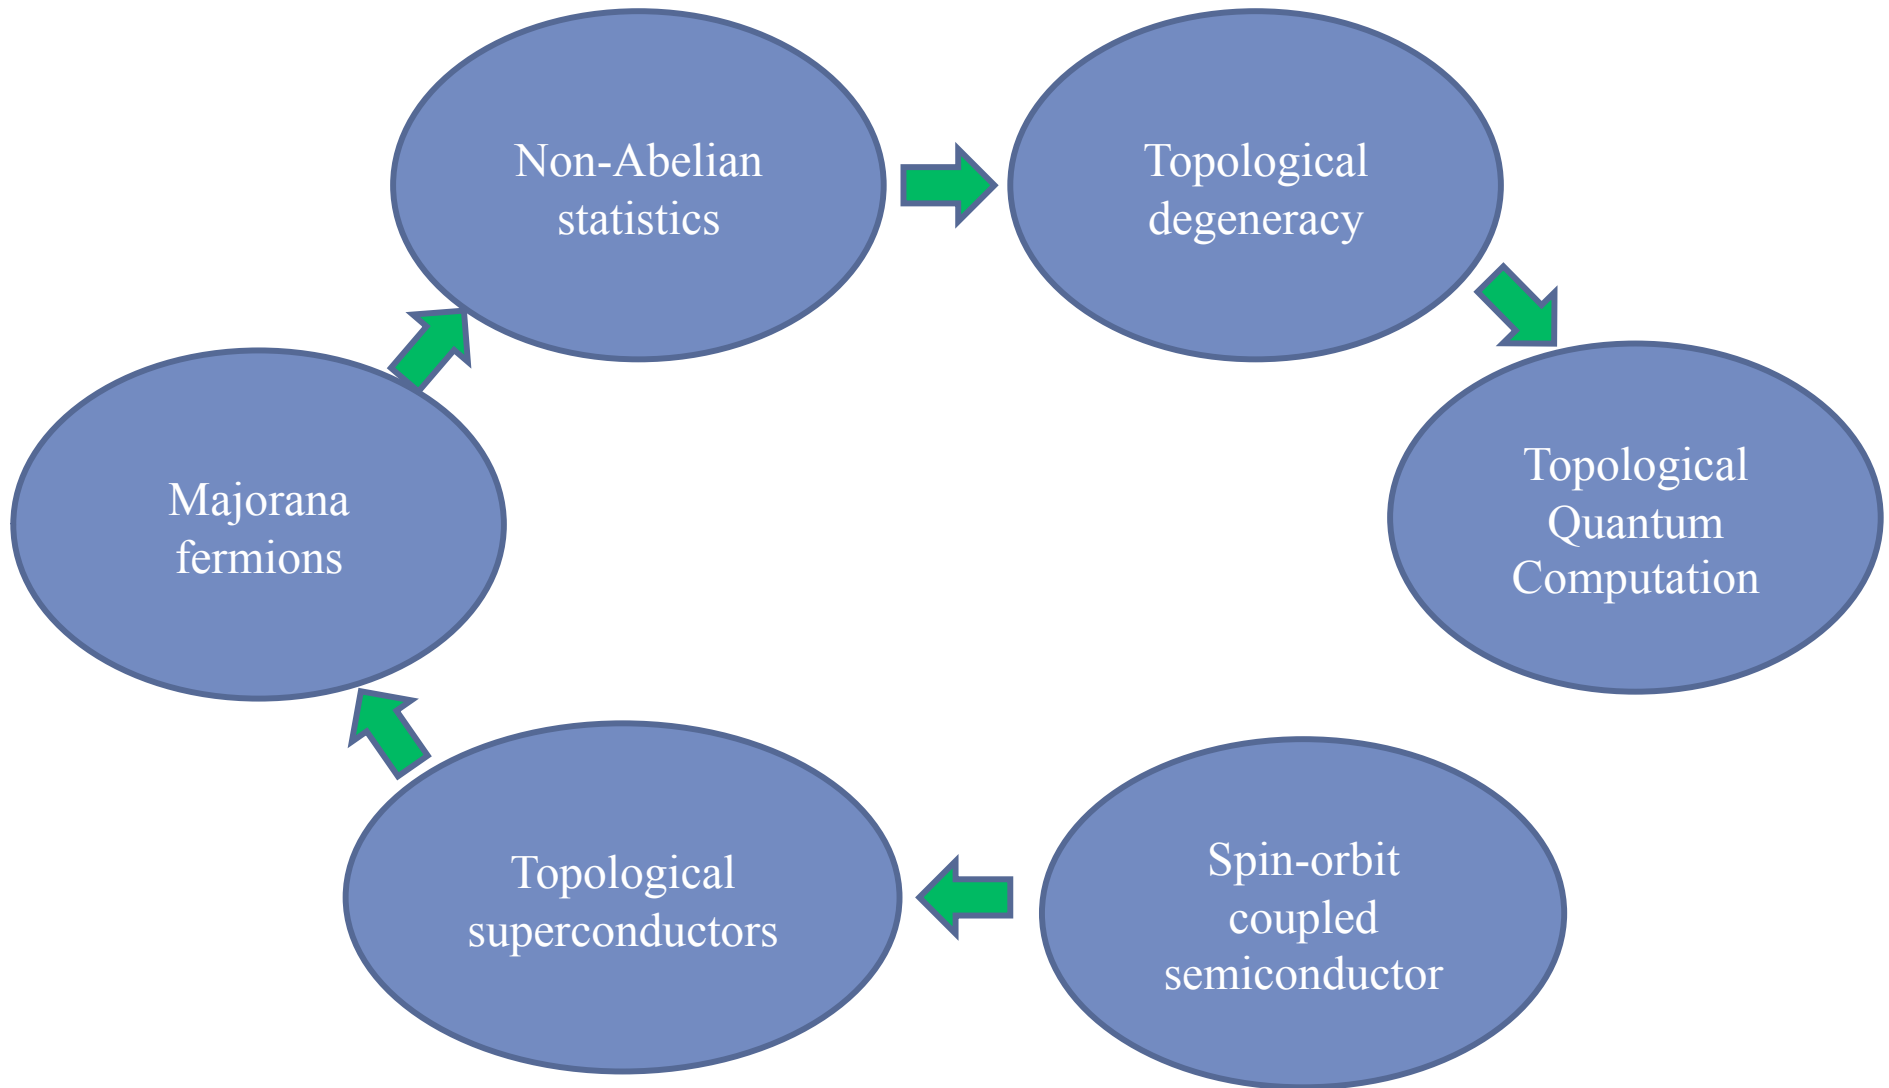 Non-Abelian
statistics
Topological
degeneracy
Majorana
fermions
Topological
Quantum
Computation
Topological
superconductors
Spin-orbit
coupled
semiconductor